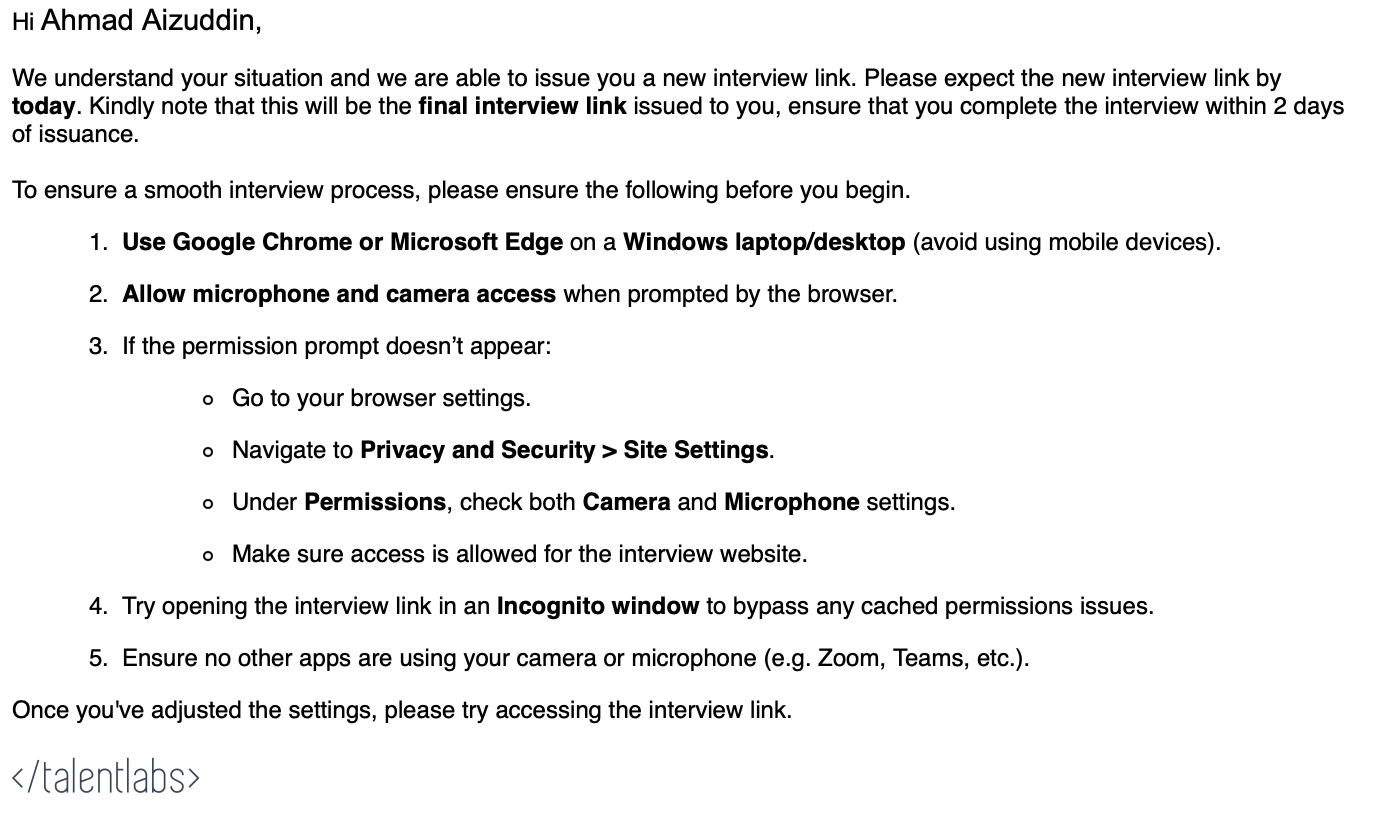 Hi Ahmad Aizuddin,
We understand your situation and we are able to issue you a new interview link. Please expect the new interview link by
today. Kindly note that this will be the final interview link issued to you, ensure that you complete the interview within 2 days
of issuance.
To ensure a smooth interview process, please ensure the following before you begin.
1. Use Google Chrome or Microsoft Edge on a Windows laptop/desktop (avoid using mobile devices).
2. Allow microphone and camera access when prompted by the browser.
3. If the permission prompt doesn’t appear:
○ Go to your browser settings.
○ Navigate to Privacy and Security > Site Settings.
○ Under Permissions, check both Camera and Microphone settings.
○ Make sure access is allowed for the interview website.
4. Try opening the interview link in an Incognito window to bypass any cached permissions issues.
5. Ensure no other apps are using your camera or microphone (e.g. Zoom, Teams, etc.).
Once you've adjusted the settings, please try accessing the interview link.
</talentlabs>